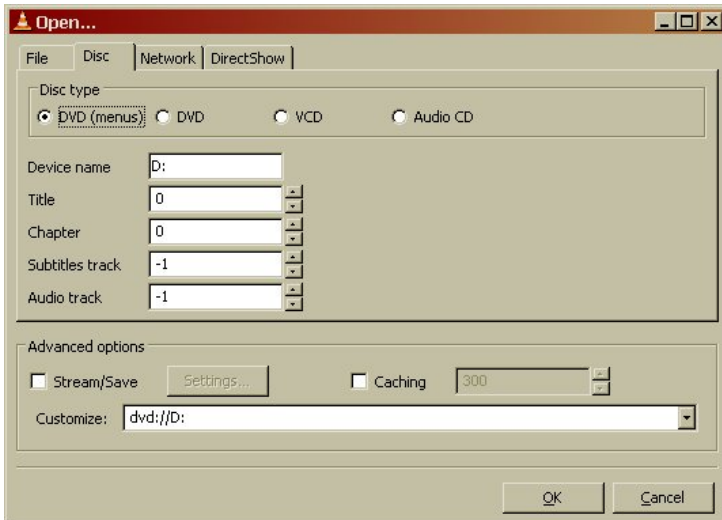 Open...
File Disc Network DirectShow
Disc type
DVD (menus) DVD VCD Audio CD
Device name D:
Title 0
Chapter 0
Subtitles track -1
Audio track -1
Advanced options
Stream/Save Settings... Caching 300
Customize: dvd://D:
OK Cancel